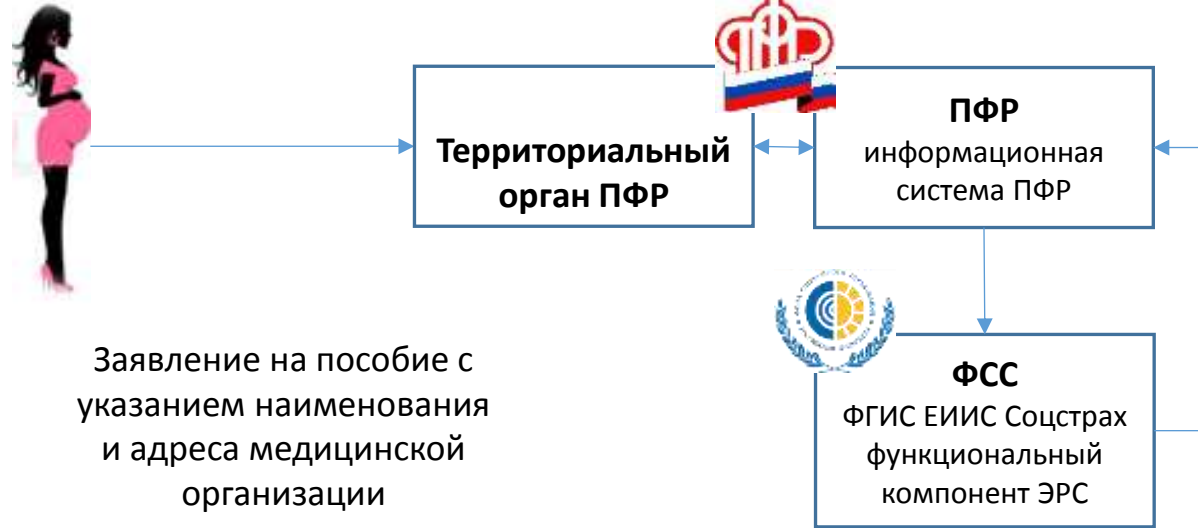 Территориальный
орган ПФР
ПФР
информационная
система ПФР
Заявление на пособие с
указанием наименования
и адреса медицинской
организации
ФСС
ФГИС ЕИИС Соцстрах
функциональный
компонент ЭРС